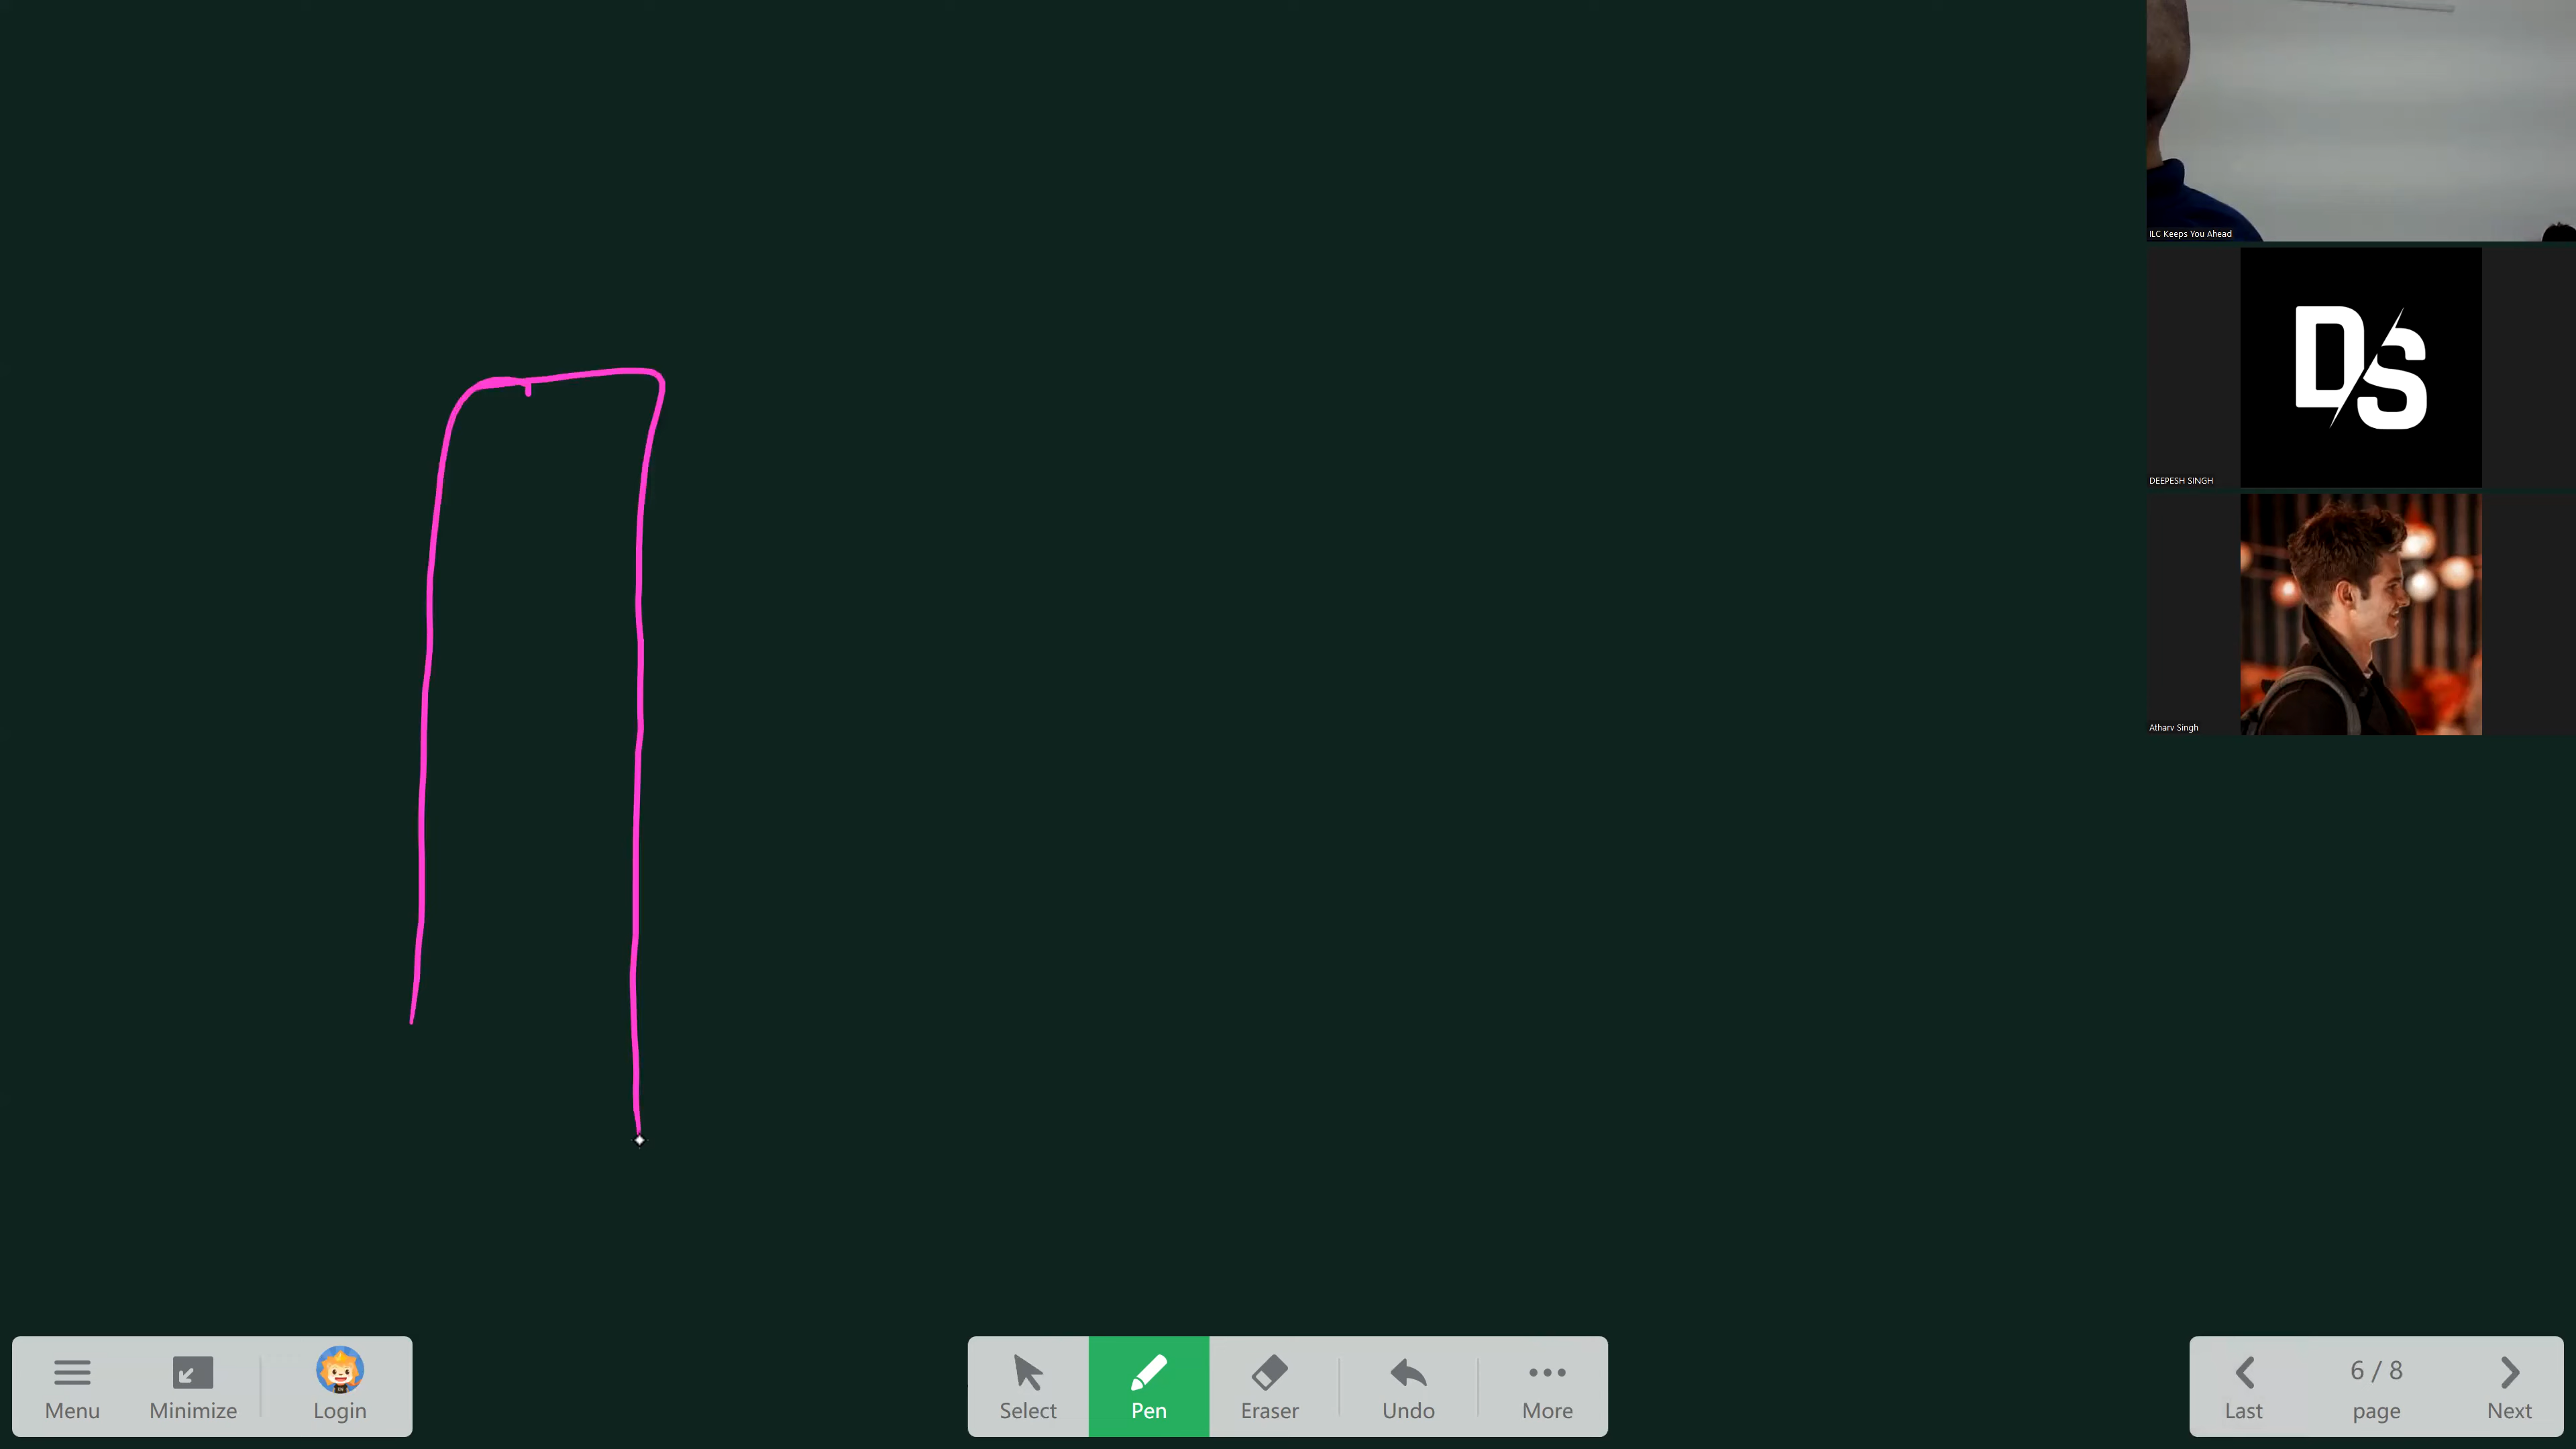 ILC Keeps You Ahead
DS
DEEPESH SINGH
Atharv Singh
Menu
Minimize
Login
Select
Pen
Eraser
Undo
More
Last
6 / 8
page
Next